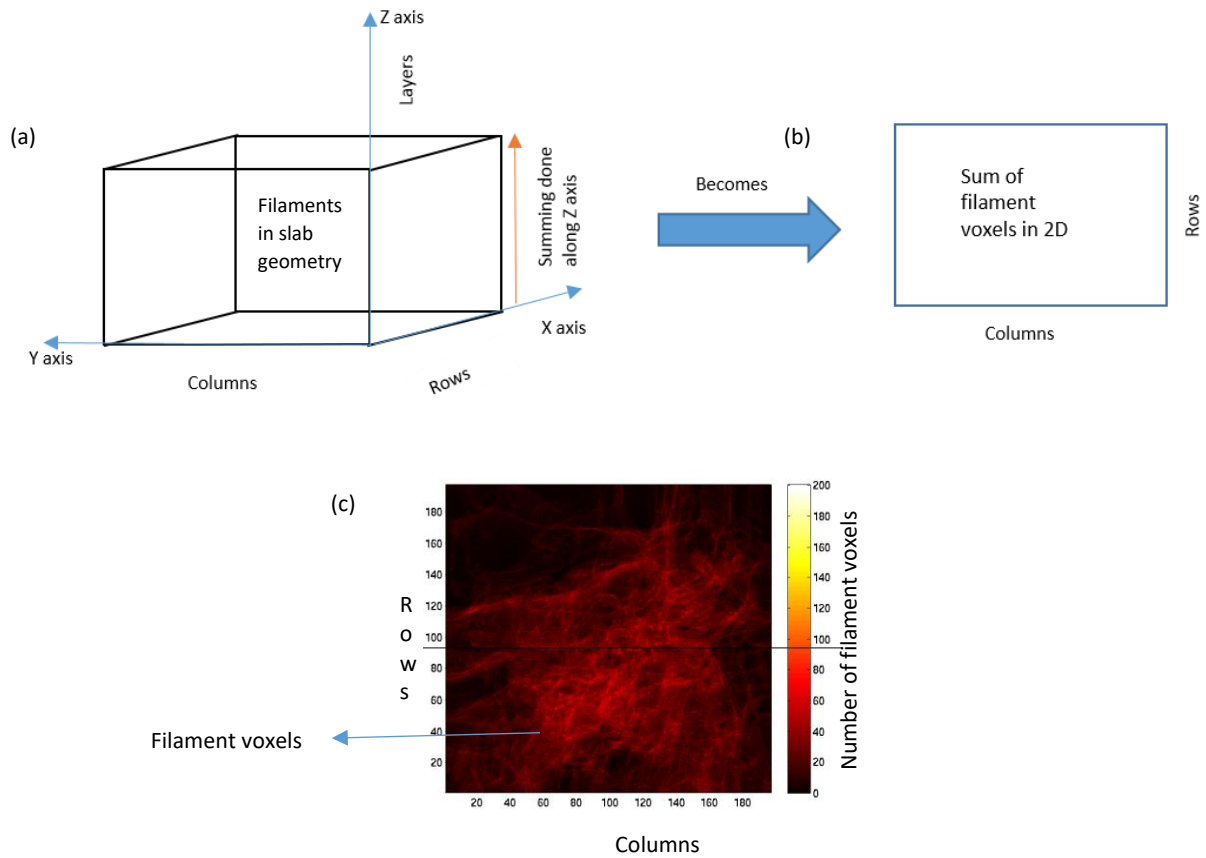 Z axis
Layers
(a)
Filaments
in slab
geometry
Summing done
along Z axis
X axis
Y axis
Columns
Rows
Becomes
(b)
Sum of
filament
voxels in 2D
Rows
Columns
(c)
180
160
140
120
100
80
60
40
20
20 40 60 80 100 120 140 160 180
Rows
Columns
Filament voxels
200
180
160
140
120
100
80
60
40
20
0
Number of filament voxels